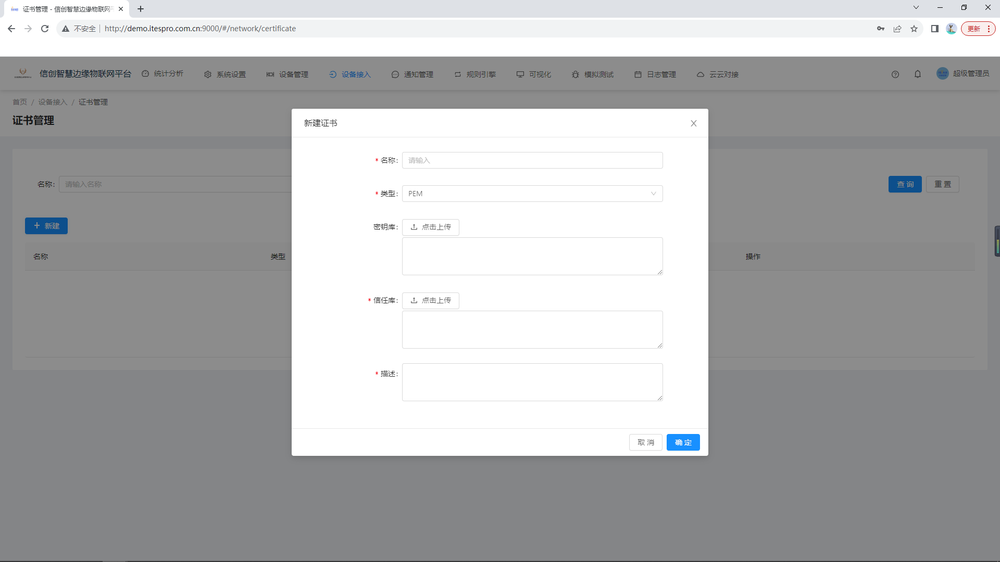 证书管理 - 信创智慧边缘物联网
不安全 http://demo.itespro.com.cn:9000/#/network/certificate 更新
信创智慧边缘物联网平台 统计分析 系统设置 设备管理 设备接入 通知管理 规则引擎 可视化 模拟测试 日志管理 云云对接 超级管理员
首页 / 设备接入 / 证书管理
证书管理
名称: 请输入名称 查 询 重 置
新建
名称 类型 操作
新建证书
* 名称: 请输入
* 类型: PEM
密钥库: 点击上传
* 信任库: 点击上传
* 描述:
取 消 确 定